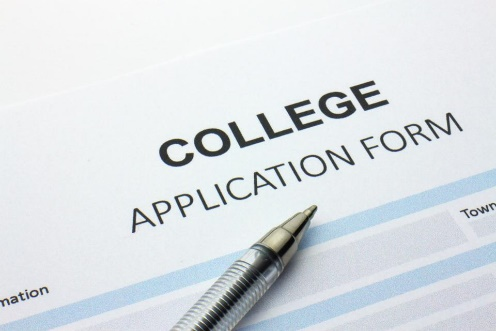 COLLEGE
APPLICATION FORM
Town
mation